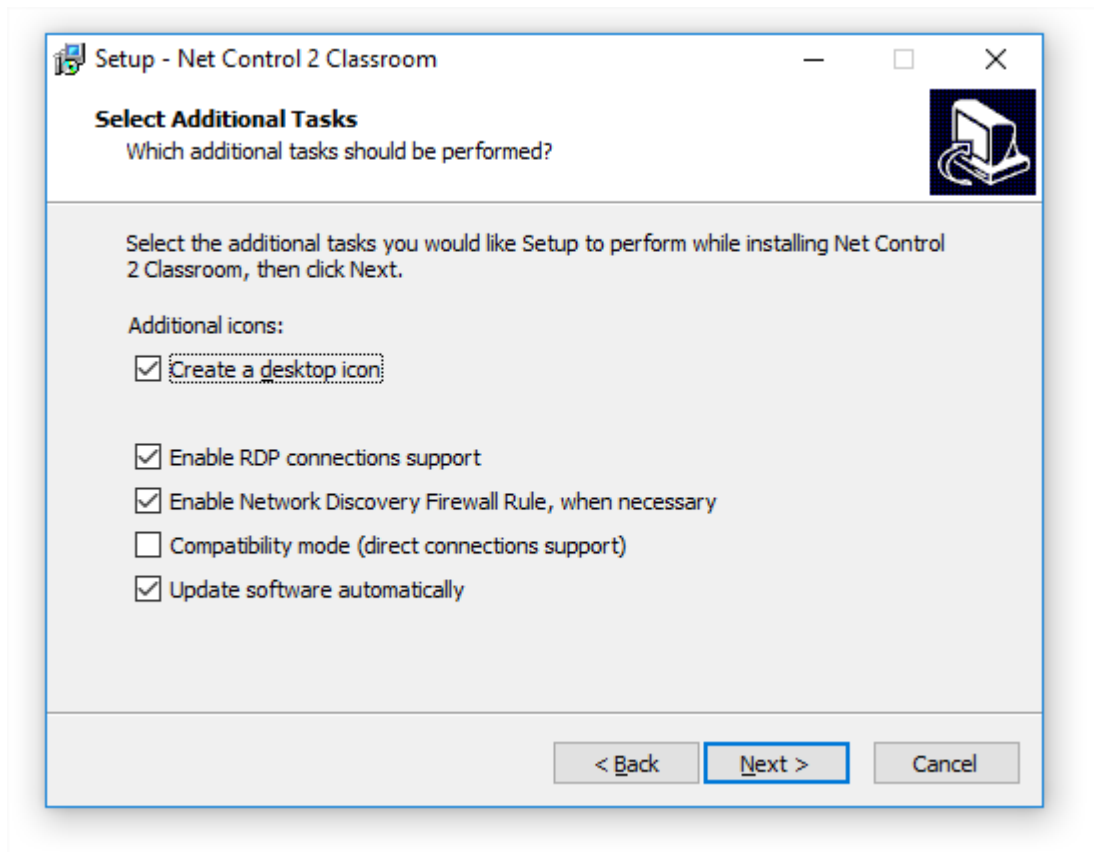 Setup - Net Control 2 Classroom
Select Additional Tasks
Which additional tasks should be performed?
Select the additional tasks you would like Setup to perform while installing Net Control
2 Classroom, then click Next.
Additional icons:
Create a desktop icon
Enable RDP connections support
Enable Network Discovery Firewall Rule, when necessary
Compatibility mode (direct connections support)
Update software automatically
< Back Next > Cancel